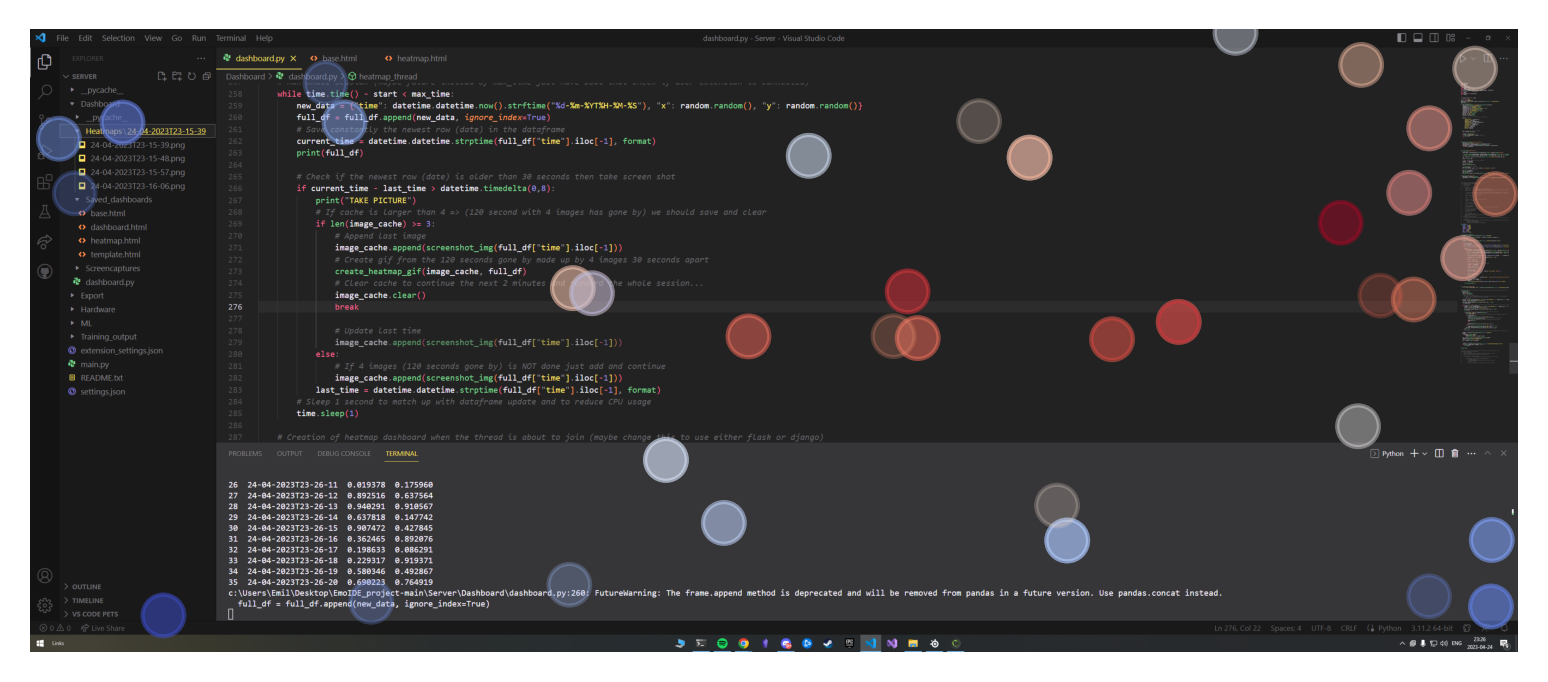 File Edit Selection View Go Run Terminal Help
dashboard.py - Server - Visual Studio Code
EXPLORER
SERVER
__pycache__
Dashboard
Heatmaps\24-04-2023T23-15-39
24-04-2023T23-15-39.png
24-04-2023T23-15-48.png
24-04-2023T23-15-57.png
24-04-2023T23-16-06.png
Saved_dashboards
base.html
dashboard.html
heatmap.html
template.html
Screencaptures
dashboard.py
Export
Hardware
ML
Training_output
extension_settings.json
main.py
README.txt
settings.json
OUTLINE
TIMELINE
VS CODE PETS
dashboard.py base.html heatmap.html
Dashboard > dashboard.py > heatmap_thread
258 while time.time() - start < max_time:
259 new_data = {"time": datetime.datetime.now().strftime("%d-%m-%YT%H-%M-%S"), "x": random.random(), "y": random.random()}
260 full_df = full_df.append(new_data, ignore_index=True)
261 # Save constantly the newest row (date) in the dataframe
262 current_time = datetime.datetime.strptime(full_df["time"].iloc[-1], format)
263 print(full_df)
264
265 # Check if the newest row (date) is older than 30 seconds then take screen shot
266 if current_time - last_time > datetime.timedelta(0,8):
267 print("TAKE PICTURE")
268 # If cache is larger than 4 => (120 second with 4 images has gone by) we should save and clear
269 if len(image_cache) >= 3:
270 # Append last image
271 image_cache.append(screenshot_img(full_df["time"].iloc[-1]))
272 # Create gif from the 120 seconds gone by made up by 4 images 30 seconds apart
273 create_heatmap_gif(image_cache, full_df)
274 # Clear cache to continue the next 2 minutes the whole session...
275 image_cache.clear()
276 break
277
278 # Update last time
279 image_cache.append(screenshot_img(full_df["time"].iloc[-1]))
280 else:
281 # If 4 images (120 seconds gone by) is NOT done just add and continue
282 image_cache.append(screenshot_img(full_df["time"].iloc[-1]))
283 last_time = datetime.datetime.strptime(full_df["time"].iloc[-1], format)
284 # Sleep 1 second to match up with dataframe update and to reduce CPU usage
285 time.sleep(1)
286
287 # Creation of heatmap dashboard when the thread is about to join (maybe change this to use either flask or django)
PROBLEMS OUTPUT DEBUG CONSOLE TERMINAL
Python
26 24-04-2023T23-26-11 0.019378 0.175960
27 24-04-2023T23-26-12 0.892516 0.637564
28 24-04-2023T23-26-13 0.940291 0.910567
29 24-04-2023T23-26-14 0.637818 0.147742
30 24-04-2023T23-26-15 0.907472 0.427845
31 24-04-2023T23-26-16 0.362465 0.892076
32 24-04-2023T23-26-17 0.198633 0.086291
33 24-04-2023T23-26-18 0.229317 0.919371
34 24-04-2023T23-26-19 0.580346 0.492867
35 24-04-2023T23-26-20 0.690223 0.764919
c:\Users\Emil\Desktop\EmoIDE_project-main\Server\Dashboard\dashboard.py:260: FutureWarning: The frame.append method is deprecated and will be removed from pandas in a future version. Use pandas.concat instead.
full_df = full_df.append(new_data, ignore_index=True)
0 0 Live Share
Ln 276, Col 22 Spaces: 4 UTF-8 CRLF Python 3.11.2 64-bit
Links
ENG
23:26
2023-04-24